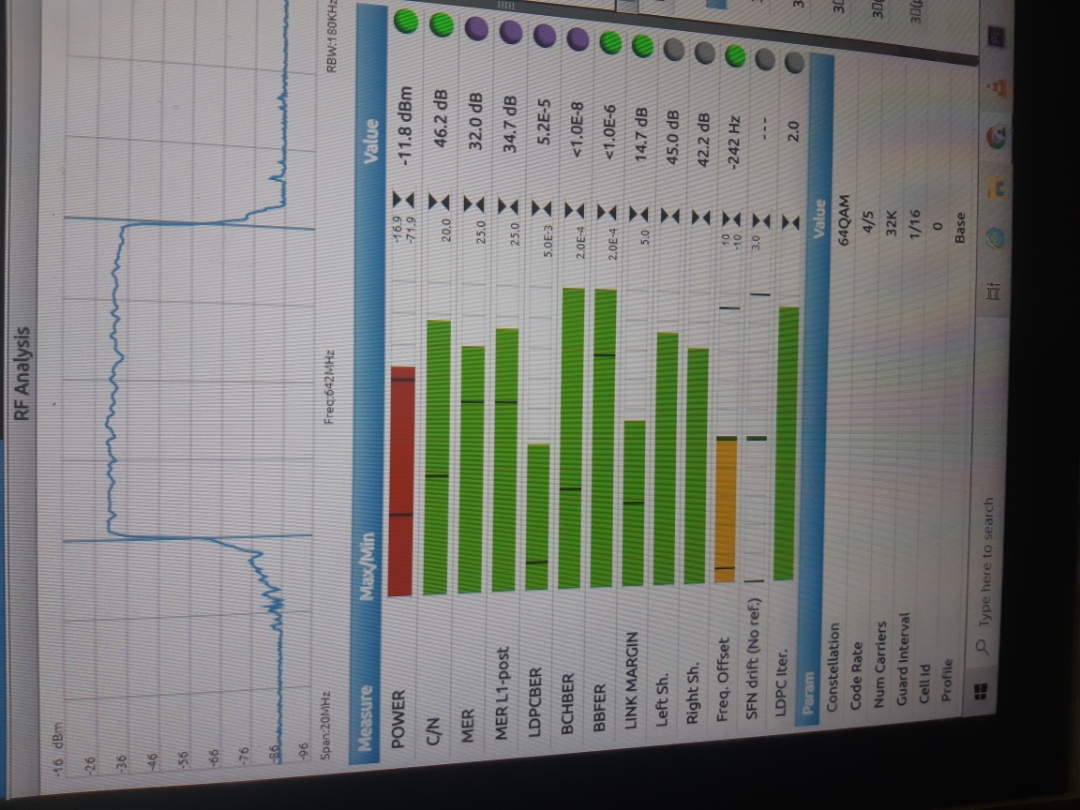 RF Analysis
-16 dBm
-26
-36
-46
-56
-66
-76
-86
-96
Span:20MHz Freq:642MHz RBW:180KHz
Measure Max/Min Value
POWER -16.9 -71.9 -11.8 dBm
C/N 20.0 46.2 dB
MER 25.0 32.0 dB
MER L1-post 25.0 34.7 dB
LDPCBER 5.0E-3 5.2E-5
BCHBER 2.0E-4 <1.0E-8
BBFER 2.0E-4 <1.0E-6
LINK MARGIN 5.0 14.7 dB
Left Sh. 45.0 dB
Right Sh. 42.2 dB
Freq. Offset 10 -10 -242 Hz
SFN drift (No ref.) 3.0 ---
LDPC Iter. 2.0
Param Value
Constellation 64QAM
Code Rate 4/5
Num Carriers 32K
Guard Interval 1/16
Cell Id 0
Profile Base
Type here to search